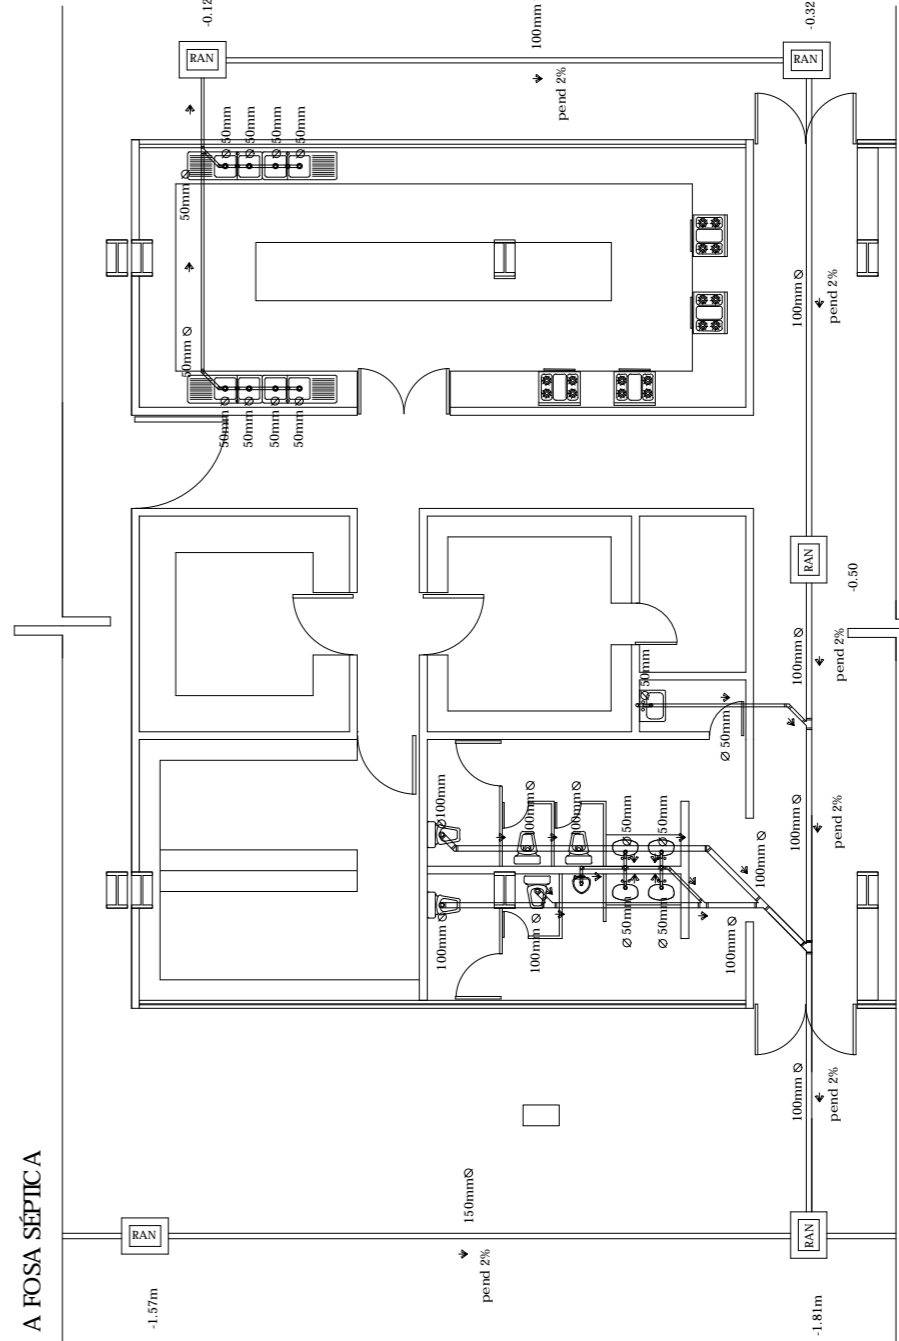 -0.12
100mm
-0.32
RAN
RAN
pend 2%
50mm Ø
50mm Ø
50mm Ø
50mm Ø
50mm Ø
50mm Ø
50mm Ø
50mm Ø
50mm Ø
50mm Ø
100mm Ø
pend 2%
RAN
-0.50
100mm Ø
pend 2%
Ø 50mm
Ø 50mm
Ø 100mm
100mm Ø
100mm Ø
Ø 50mm
Ø 50mm
100mm Ø
pend 2%
100mm Ø
100mm Ø
100mm Ø
Ø 50mm
Ø 50mm
100mm Ø
100mm Ø
pend 2%
A FOSA SÉPTICA
150mmØ
RAN
RAN
pend 2%
-1.57m
-1.81m